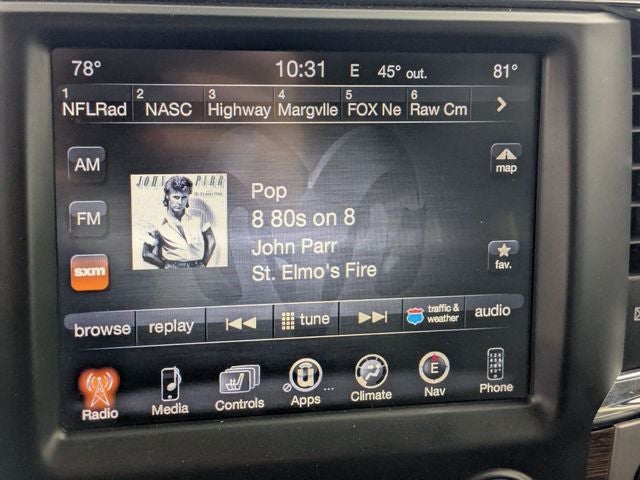 78° 10:31 E 45° out. 81°
1 2 3 4 5 6
NFLRad NASC Highway Margvlle FOX Ne Raw Cm
AM
map
JOHN PARR
Pop
8 80s on 8
FM
John Parr
fav.
sxm
St. Elmo's Fire
browse replay tune traffic & weather audio
Radio Media Controls Apps ... Climate E Nav Phone